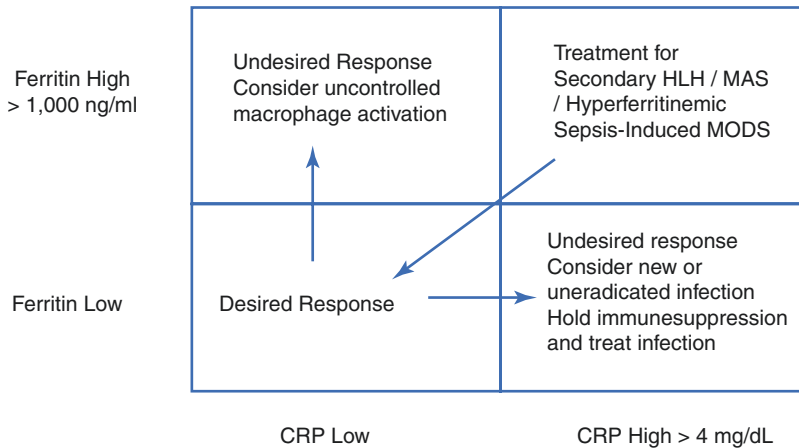 Ferritin High
> 1,000 ng/ml
Undesired Response
Consider uncontrolled
macrophage activation
Treatment for
Secondary HLH / MAS
/ Hyperferritinemic
Sepsis-Induced MODS
Ferritin Low
Desired Response
Undesired response
Consider new or
uneradicated infection
Hold immunesuppression
and treat infection
CRP Low
CRP High > 4 mg/dL